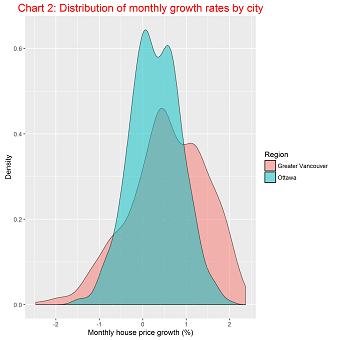 Chart 2: Distribution of monthly growth rates by city
0.6
0.4
0.2
0.0
Density
-2 -1 0 1 2
Monthly house price growth (%)
Region
Greater Vancouver
Ottawa